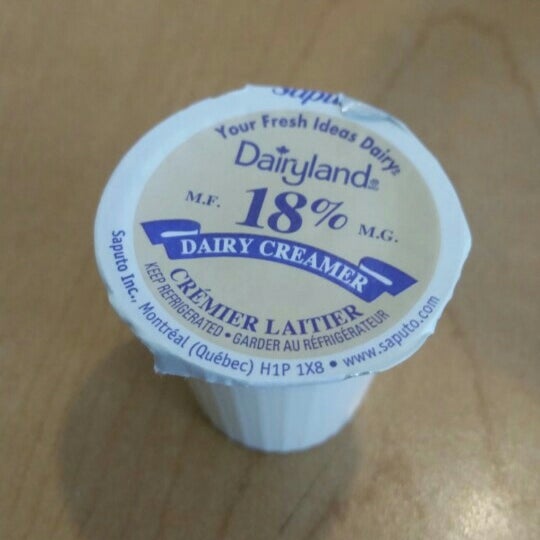 Your Fresh Ideas Dairy®
Dairyland®
M.F. 18% M.G.
DAIRY CREAMER
CRÉMIER LAITIER
KEEP REFRIGERATED • GARDER AU RÉFRIGÉRATEUR
Saputo Inc., Montréal (Québec) H1P 1X8 • www.saputo.com